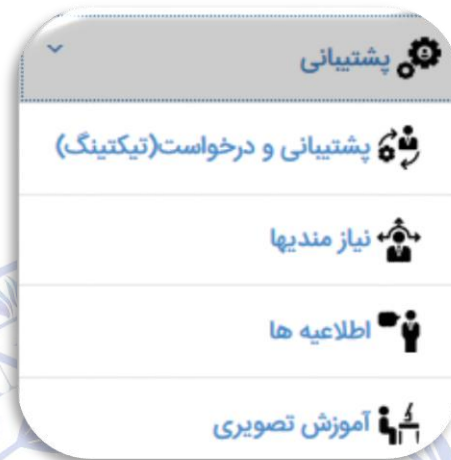 پشتیبانی
پشتیبانی و درخواست(تیکتینگ)
نیاز مندیها
اطلاعیه ها
آموزش تصویری